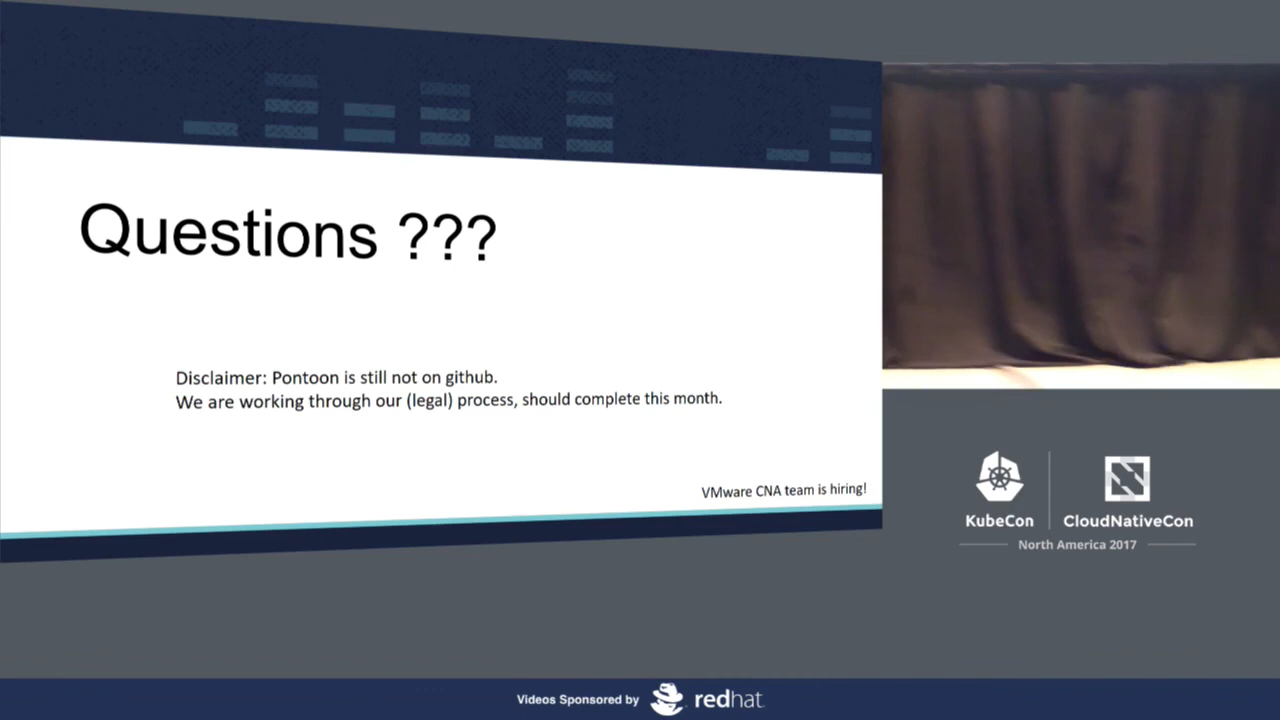 Questions ???
Disclaimer: Pontoon is still not on github.
We are working through our (legal) process, should complete this month.
VMware CNA team is hiring!
KubeCon
CloudNativeCon
North America 2017
Videos Sponsored by
redhat